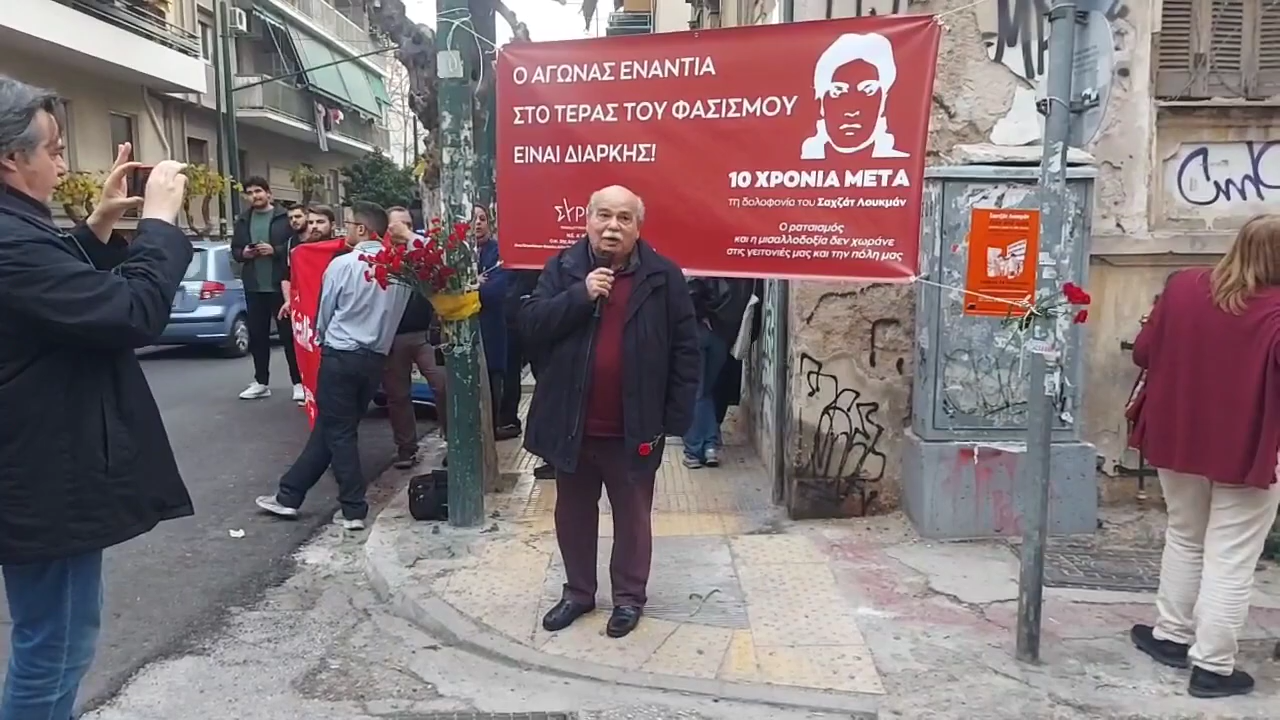 Ο ΑΓΩΝΑΣ ΕΝΑΝΤΙΑ
ΣΤΟ ΤΕΡΑΣ ΤΟΥ ΦΑΣΙΣΜΟΥ
ΕΙΝΑΙ ΔΙΑΡΚΗΣ!
10 ΧΡΟΝΙΑ ΜΕΤΑ
τη δολοφονία του Σαχζάτ Λουκμάν
Ο ρατσισμός
και η μισαλλοδοξία δεν χωράνε
στις γειτονιές μας και την πόλη μας
ΣΥΡΙ